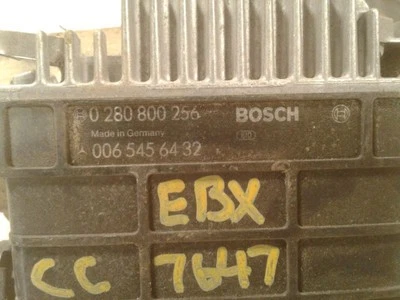 0 280 800 256 BOSCH
Made in Germany
A 006 545 64 32
EBX
CC 7647